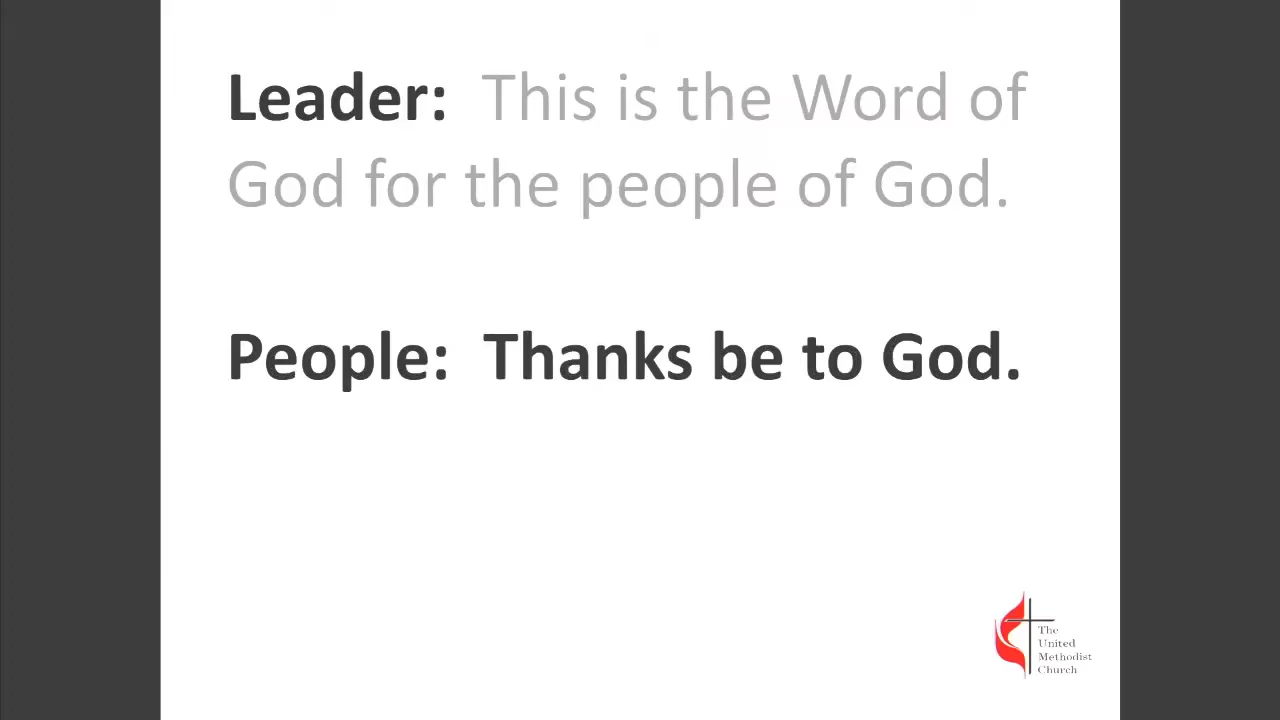 Leader:  This is the Word of
God for the people of God.
People:  Thanks be to God.
The
United
Methodist
Church